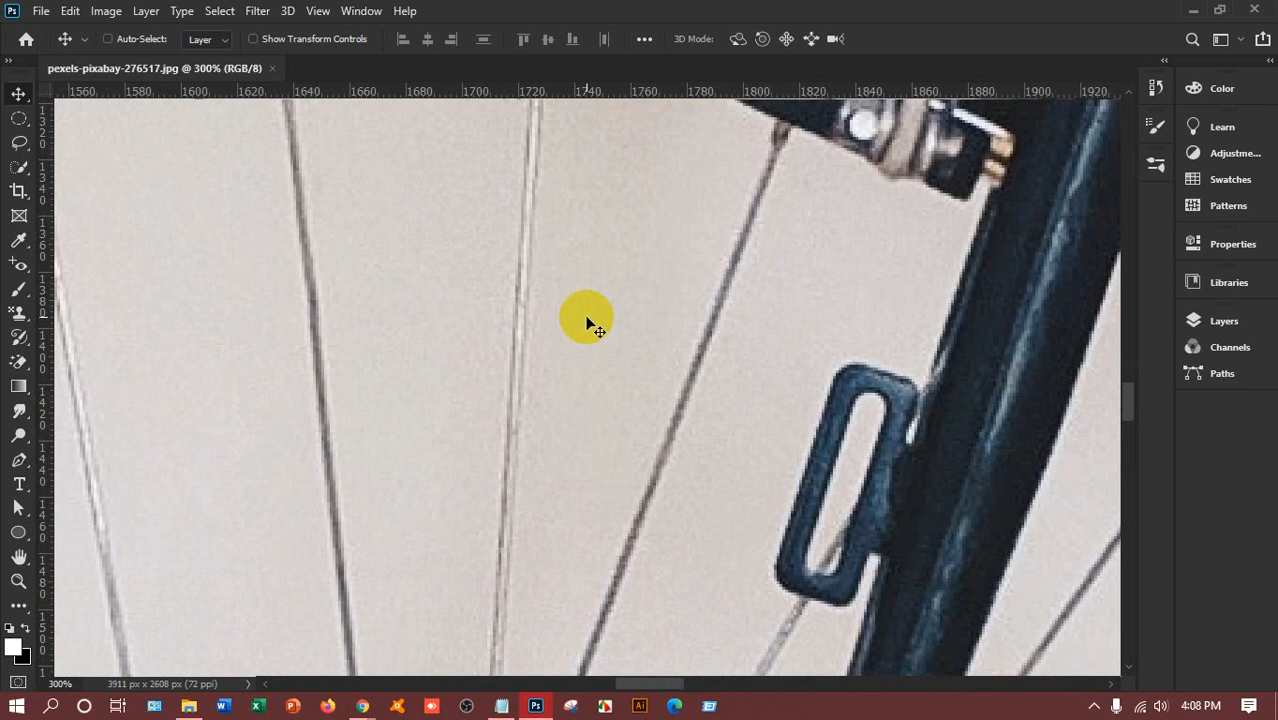 Ps File Edit Image Layer Type Select Filter 3D View Window Help
Auto-Select: Layer Show Transform Controls 3D Mode:
pexels-pixabay-276517.jpg @ 300% (RGB/8)
1560 1580 1600 1620 1640 1660 1680 1700 1720 1740 1760 1780 1800 1820 1840 1860 1880 1900 1920
Color
Learn
Adjustme...
Swatches
Patterns
Properties
Libraries
Layers
Channels
Paths
300% 3911 px x 2608 px (72 ppi)
4:08 PM